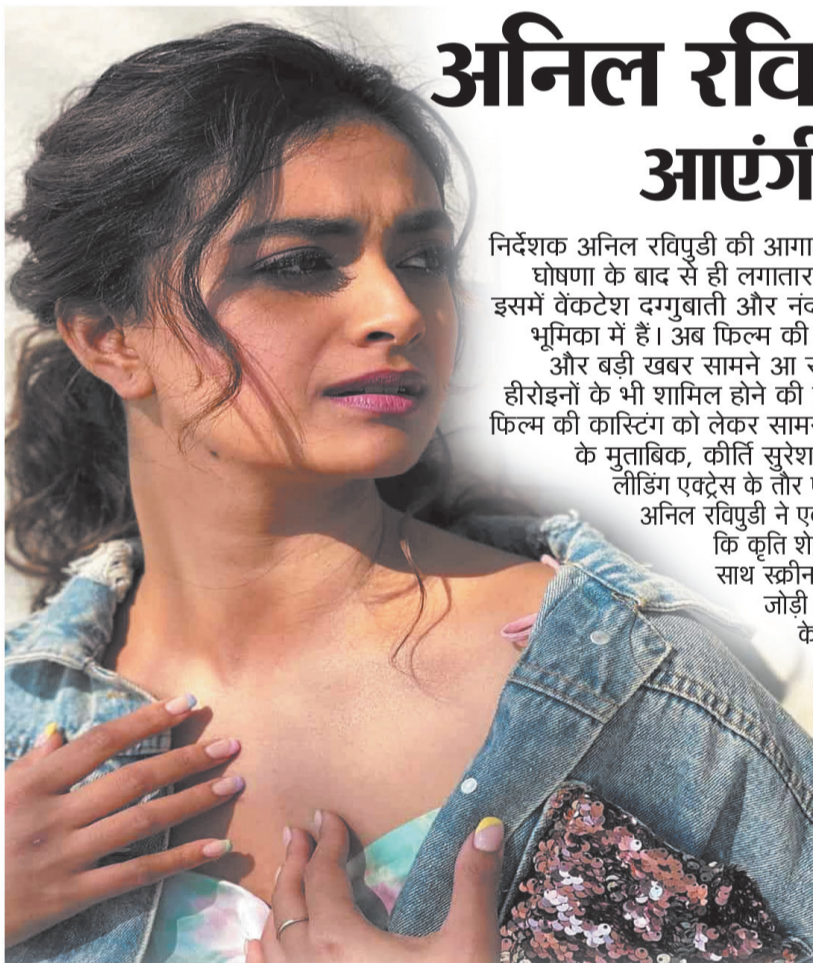 अनिल रवि
आएंगी
निर्देशक अनिल रविपुडी की आगा
घोषणा के बाद से ही लगातार
इसमें वेंकटेश दग्गुबाती और नंद
भूमिका में हैं। अब फिल्म की
और बड़ी खबर सामने आ र
हीरोइनों के भी शामिल होने की
फिल्म की कास्टिंग को लेकर साम
के मुताबिक, कीर्ति सुरेश
लीडिंग एक्ट्रेस के तौर प
अनिल रविपुडी ने ए
कि कृति शे
साथ स्क्रीन
जोड़ी
के